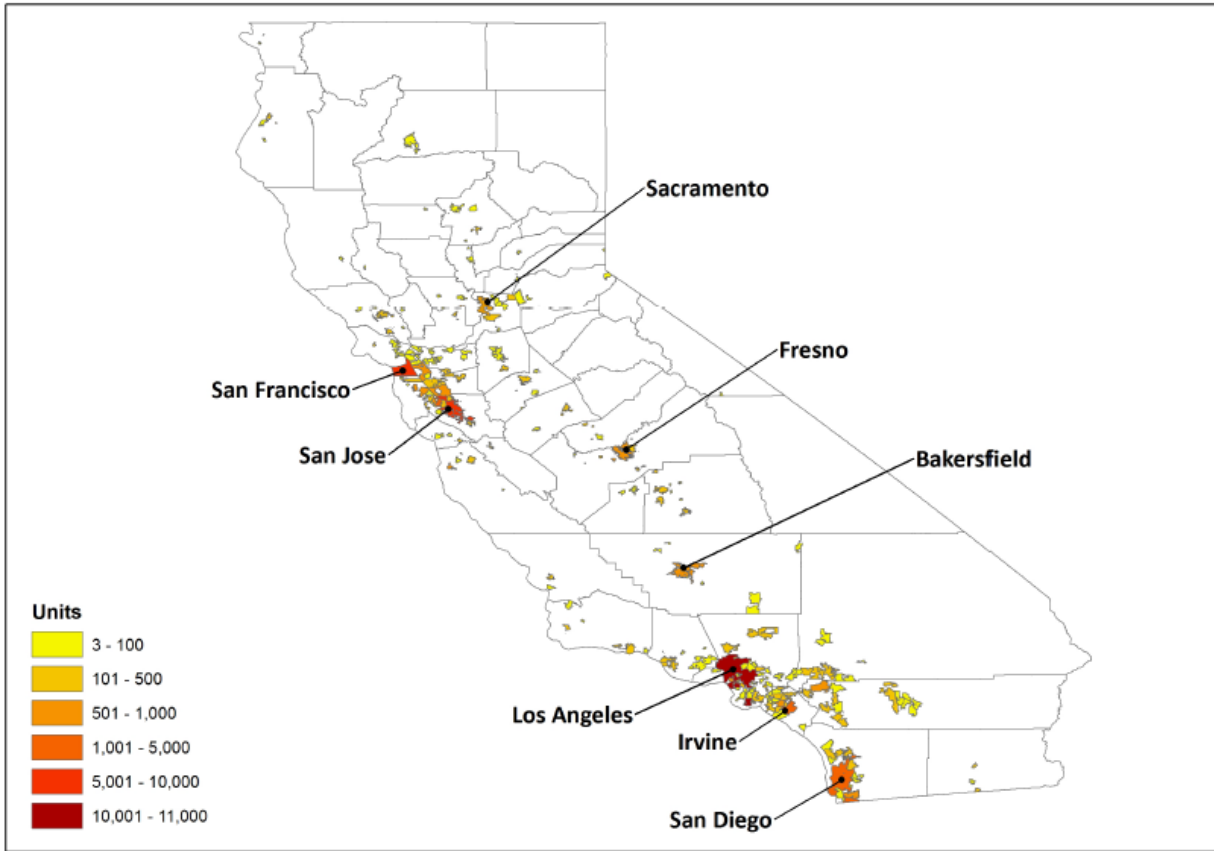 Sacramento
Fresno
San Francisco
San Jose
Bakersfield
Units
3 - 100
101 - 500
501 - 1,000
1,001 - 5,000
5,001 - 10,000
10,001 - 11,000
Los Angeles
Irvine
San Diego